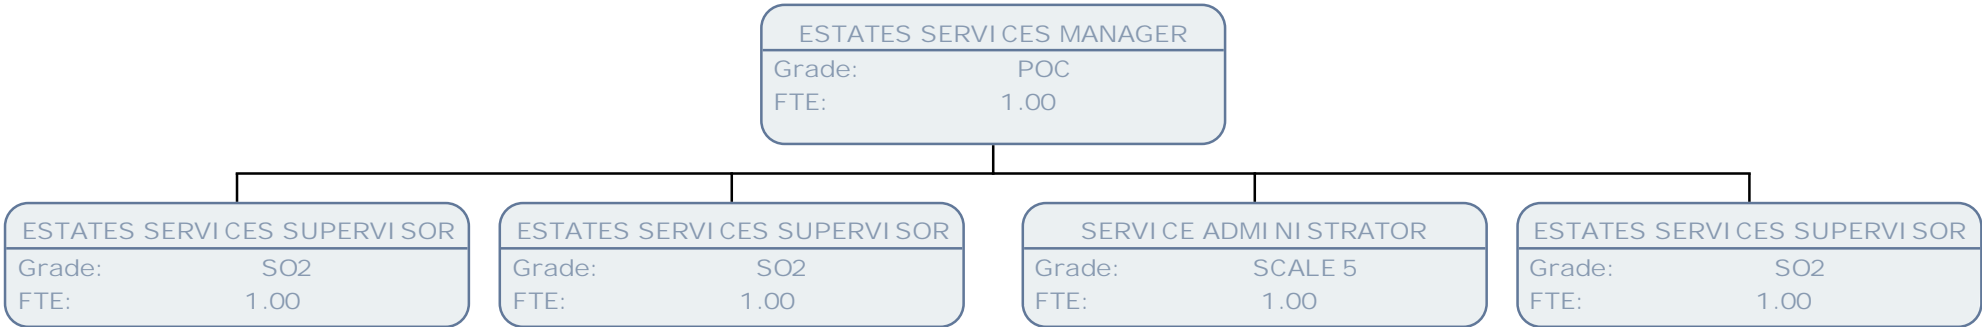 ESTATES SERVICES MANAGER
Grade: POC
FTE: 1.00
ESTATES SERVICES SUPERVISOR
Grade: SO2
FTE: 1.00
ESTATES SERVICES SUPERVISOR
Grade: SO2
FTE: 1.00
SERVICE ADMINISTRATOR
Grade: SCALE 5
FTE: 1.00
ESTATES SERVICES SUPERVISOR
Grade: SO2
FTE: 1.00